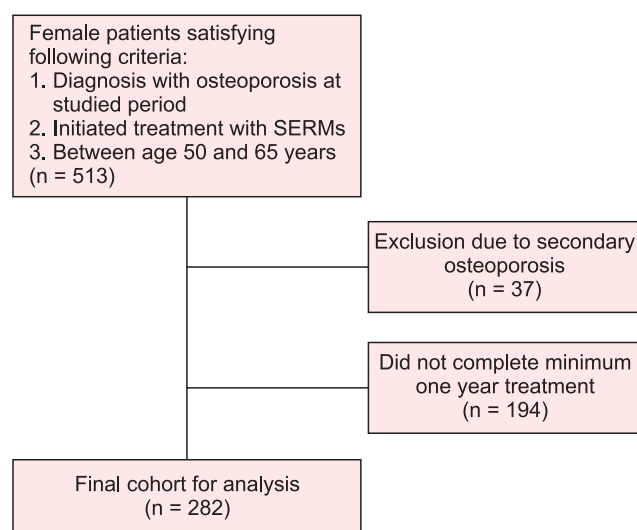 Female patients satisfying
following criteria:
1. Diagnosis with osteoporosis at
studied period
2. Initiated treatment with SERMs
3. Between age 50 and 65 years
(n = 513)
Exclusion due to secondary
osteoporosis
(n = 37)
Did not complete minimum
one year treatment
(n = 194)
Final cohort for analysis
(n = 282)